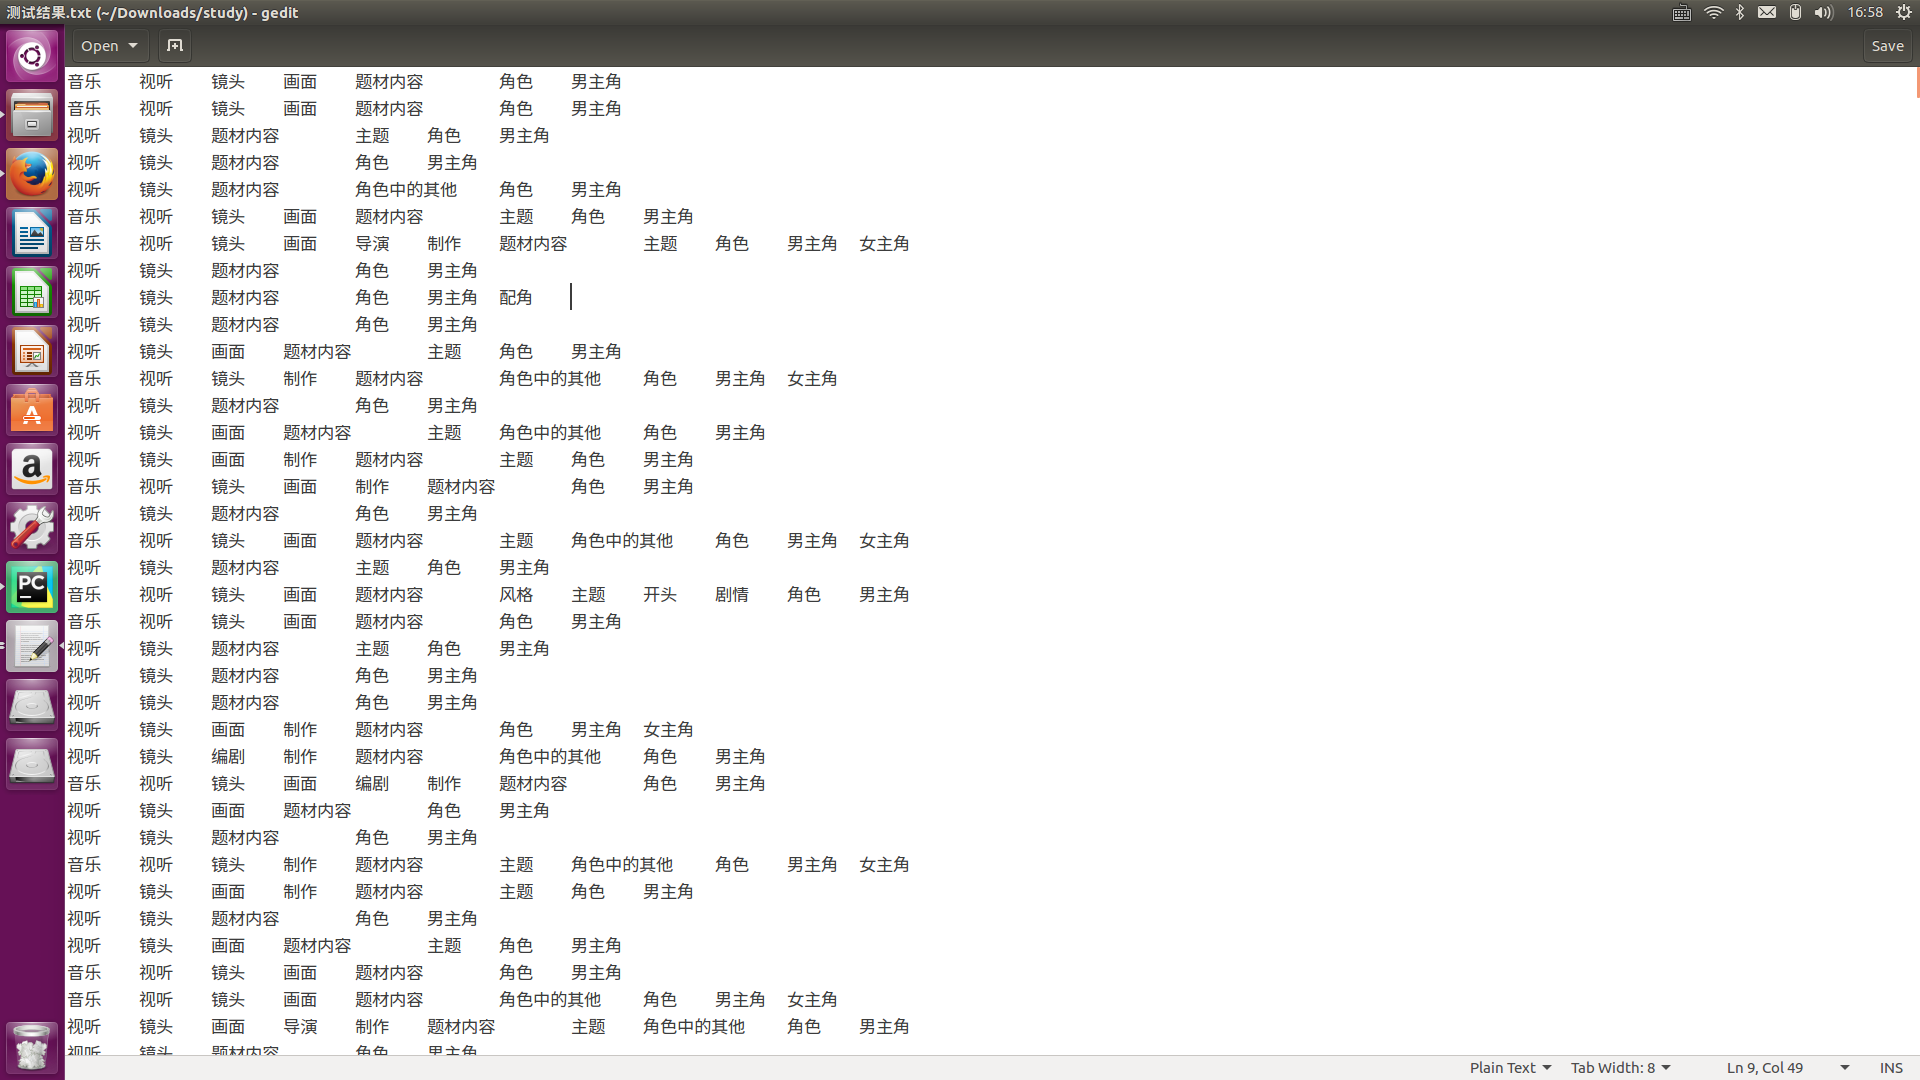 测试结果.txt (~/Downloads/study) - gedit
16:58
Open
Save
音乐 视听 镜头 画面 题材内容 角色 男主角
音乐 视听 镜头 画面 题材内容 角色 男主角
视听 镜头 题材内容 主题 角色 男主角
视听 镜头 题材内容 角色 男主角
视听 镜头 题材内容 角色中的其他 角色 男主角
音乐 视听 镜头 画面 题材内容 主题 角色 男主角
音乐 视听 镜头 画面 导演 制作 题材内容 主题 角色 男主角 女主角
视听 镜头 题材内容 角色 男主角
视听 镜头 题材内容 角色 男主角 配角
视听 镜头 题材内容 角色 男主角
视听 镜头 画面 题材内容 主题 角色 男主角
音乐 视听 镜头 制作 题材内容 角色中的其他 角色 男主角 女主角
视听 镜头 题材内容 角色 男主角
视听 镜头 画面 题材内容 主题 角色中的其他 角色 男主角
视听 镜头 画面 制作 题材内容 主题 角色 男主角
音乐 视听 镜头 画面 制作 题材内容 角色 男主角
视听 镜头 题材内容 角色 男主角
音乐 视听 镜头 画面 题材内容 主题 角色中的其他 角色 男主角 女主角
视听 镜头 题材内容 主题 角色 男主角
音乐 视听 镜头 画面 题材内容 风格 主题 开头 剧情 角色 男主角
音乐 视听 镜头 画面 题材内容 角色 男主角
视听 镜头 题材内容 主题 角色 男主角
视听 镜头 题材内容 角色 男主角
视听 镜头 题材内容 角色 男主角
视听 镜头 画面 制作 题材内容 角色 男主角 女主角
视听 镜头 编剧 制作 题材内容 角色中的其他 角色 男主角
音乐 视听 镜头 画面 编剧 制作 题材内容 角色 男主角
视听 镜头 画面 题材内容 角色 男主角
视听 镜头 题材内容 角色 男主角
音乐 视听 镜头 制作 题材内容 主题 角色中的其他 角色 男主角 女主角
视听 镜头 画面 制作 题材内容 主题 角色 男主角
视听 镜头 题材内容 角色 男主角
视听 镜头 画面 题材内容 主题 角色 男主角
音乐 视听 镜头 画面 题材内容 角色 男主角
音乐 视听 镜头 画面 题材内容 角色中的其他 角色 男主角 女主角
视听 镜头 画面 导演 制作 题材内容 主题 角色中的其他 角色 男主角
视听 镜头 题材内容 角色 男主角
Plain Text Tab Width: 8 Ln 9, Col 49 INS